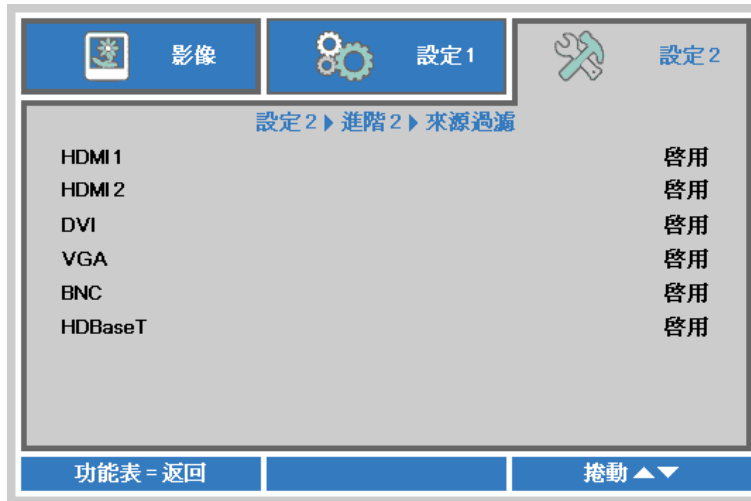 影像 設定1 設定2
設定2 ▶ 進階2 ▶ 來源過濾
HDMI 1 啓用
HDMI 2 啓用
DVI 啓用
VGA 啓用
BNC 啓用
HDBaseT 啓用
功能表 = 返回 捲動 ▲▼